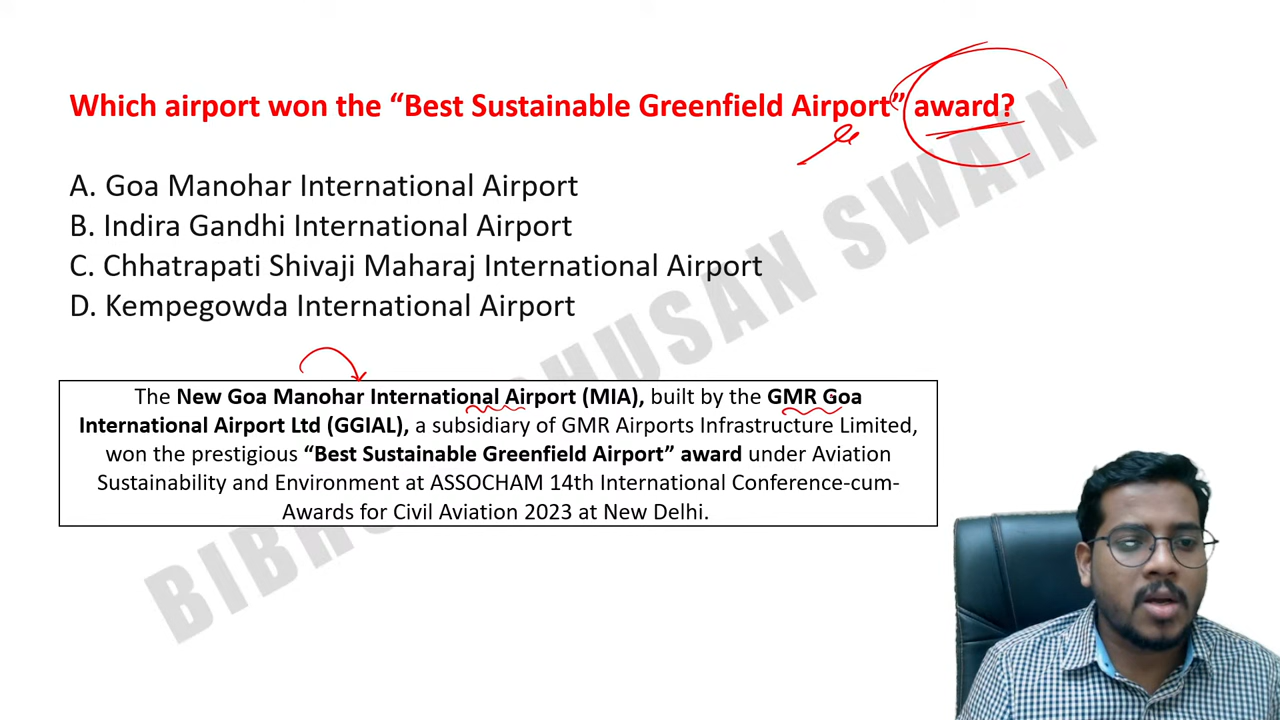 Which airport won the “Best Sustainable Greenfield Airport” award?
A. Goa Manohar International Airport
B. Indira Gandhi International Airport
C. Chhatrapati Shivaji Maharaj International Airport
D. Kempegowda International Airport
The New Goa Manohar International Airport (MIA), built by the GMR Goa
International Airport Ltd (GGIAL), a subsidiary of GMR Airports Infrastructure Limited,
won the prestigious “Best Sustainable Greenfield Airport” award under Aviation
Sustainability and Environment at ASSOCHAM 14th International Conference-cum-
Awards for Civil Aviation 2023 at New Delhi.
BIBHUSAN SWAIN